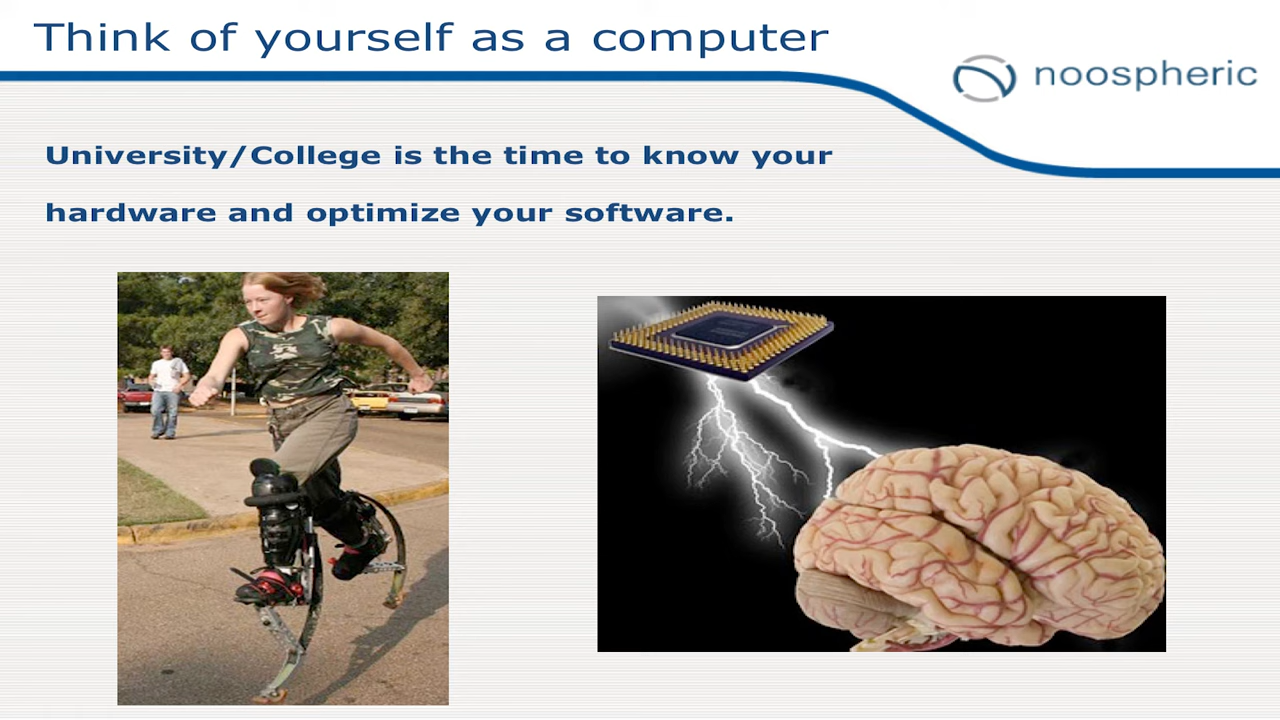 Think of yourself as a computer
noospheric
University/College is the time to know your
hardware and optimize your software.